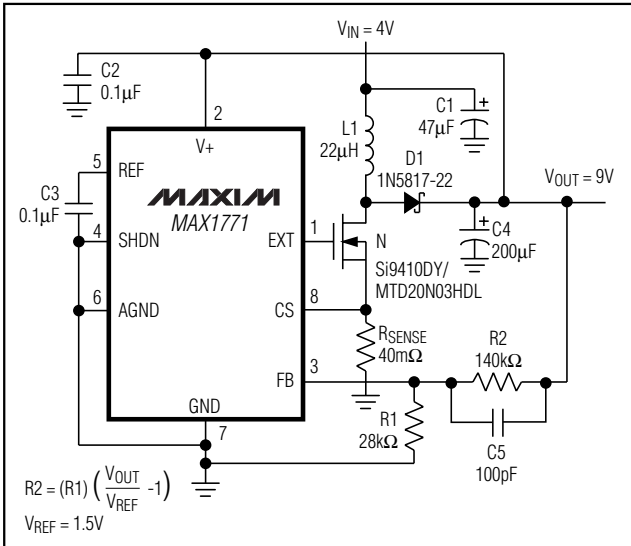 V_IN = 4V
C2
0.1μF
2
V+
C1
47μF
+
L1
22μH
D1
1N5817-22
V_OUT = 9V
5
REF
C3
0.1μF
MAXIM
MAX1771
4
SHDN
EXT
1
N
+
C4
200μF
Si9410DY/
MTD20N03HDL
6
AGND
CS
8
R_SENSE
40mΩ
R2
140kΩ
FB
3
GND
7
R1
28kΩ
C5
100pF
R2 = (R1) ( V_OUT / V_REF -1 )
V_REF = 1.5V